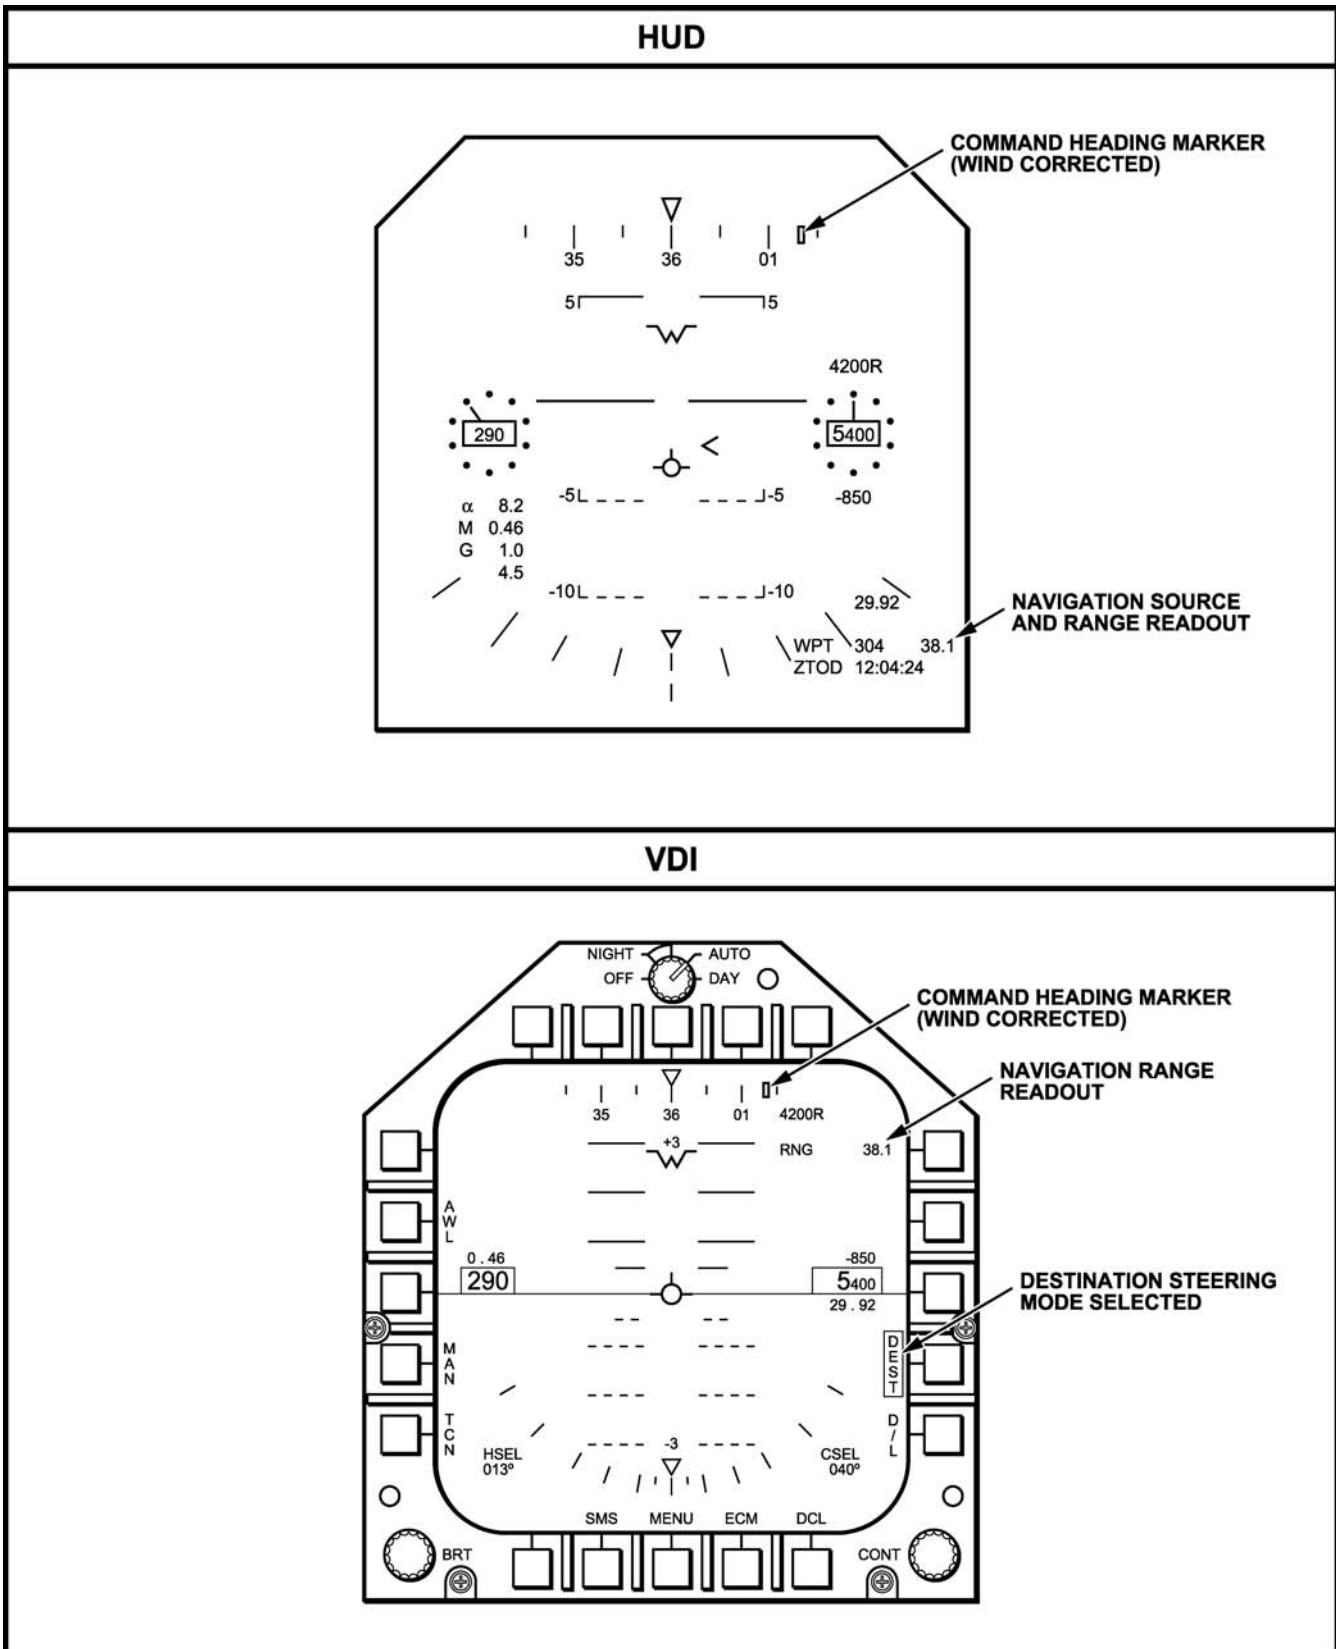 HUD
COMMAND HEADING MARKER
(WIND CORRECTED)
35 36 01
5 5
4200R
290 5400
-5 -5
-850
α 8.2
M 0.46
G 1.0
4.5
-10 -10
29.92
NAVIGATION SOURCE
AND RANGE READOUT
WPT 304 38.1
ZTOD 12:04:24
VDI
NIGHT AUTO
OFF DAY
COMMAND HEADING MARKER
(WIND CORRECTED)
NAVIGATION RANGE
READOUT
35 36 01 4200R
+3
RNG 38.1
AWL
0.46 -850
290 5400
29.92
DESTINATION STEERING
MODE SELECTED
MAN
DEST
TCN
D/L
-3
HSEL CSEL
013° 040°
SMS MENU ECM DCL
BRT CONT